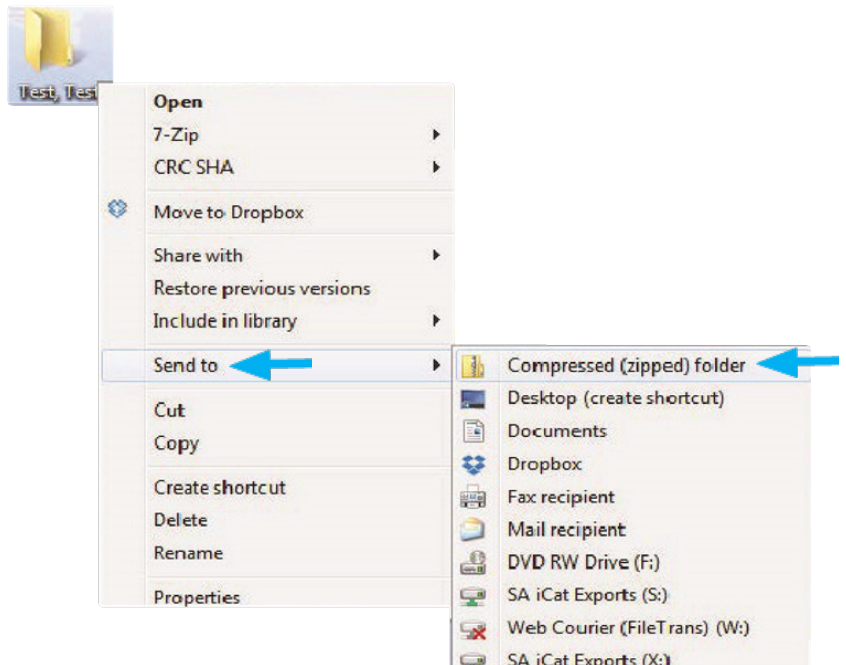 Test, Test
Open
7-Zip
CRC SHA
Move to Dropbox
Share with
Restore previous versions
Include in library
Send to
Cut
Copy
Create shortcut
Delete
Rename
Properties
Compressed (zipped) folder
Desktop (create shortcut)
Documents
Dropbox
Fax recipient
Mail recipient
DVD RW Drive (F:)
SA iCat Exports (S:)
Web Courier (FileTrans) (W:)
SA iCat Exports (X:)